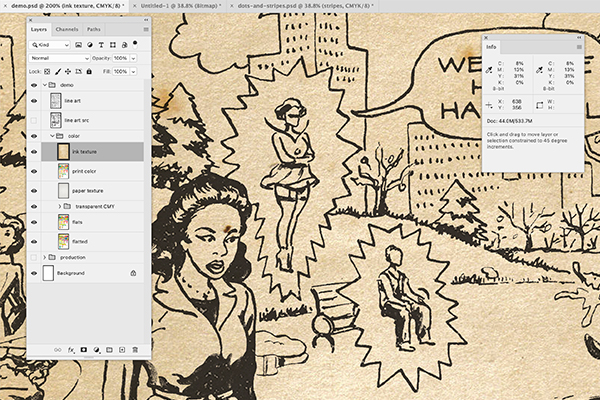 demo.psd @ 200% (ink texture, CMYK/8) *
Untitled-1 @ 38.8% (Bitmap) *
dots-and-stripes.psd @ 38.8% (stripes, CMYK/8) *
Layers Channels Paths
Kind
Normal Opacity: 100%
Lock: Fill: 100%
demo
line art
line art src
color
ink texture
print color
paper texture
transparent CMY
flats
flatted
production
Background
fx
Info
C: 8% C: 8%
M: 13% M: 13%
Y: 31% Y: 31%
K: 0% K: 0%
8-bit 8-bit
X: 638 W:
Y: 356 H:
Doc: 44.0M/533.7M
Click and drag to move layer or
selection constrained to 45 degree
increments.
WE
H
HA